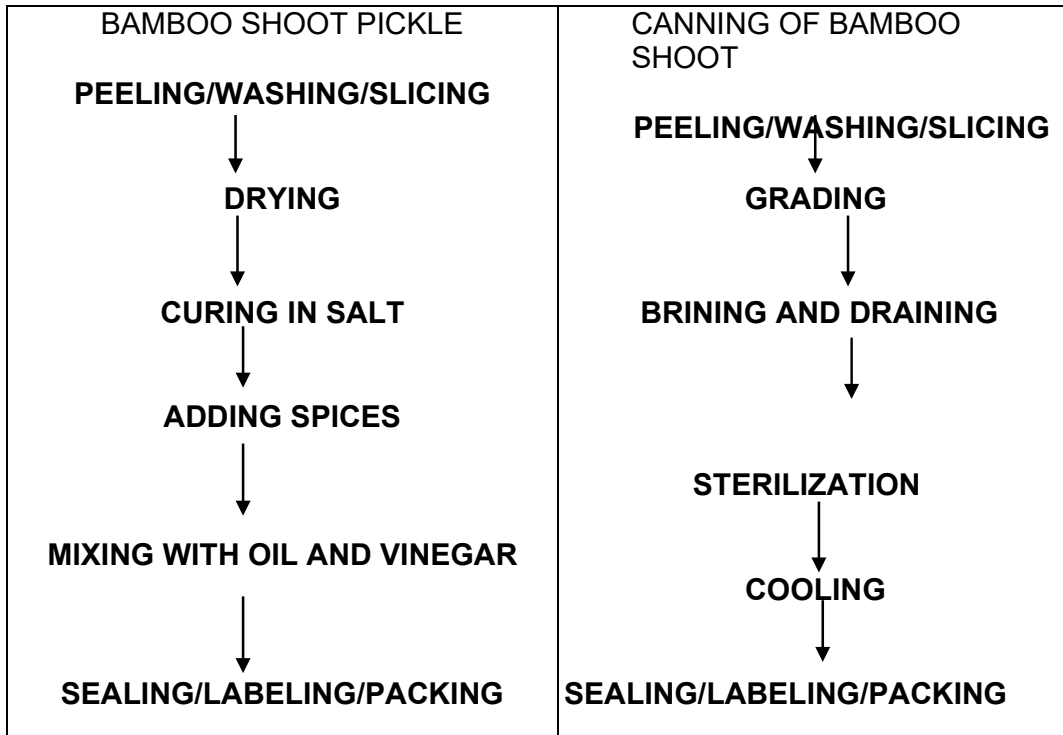 BAMBOO SHOOT PICKLE
PEELING/WASHING/SLICING
DRYING
CURING IN SALT
ADDING SPICES
MIXING WITH OIL AND VINEGAR
SEALING/LABELING/PACKING
CANNING OF BAMBOO
SHOOT
PEELING/WASHING/SLICING
GRADING
BRINING AND DRAINING
STERILIZATION
COOLING
SEALING/LABELING/PACKING